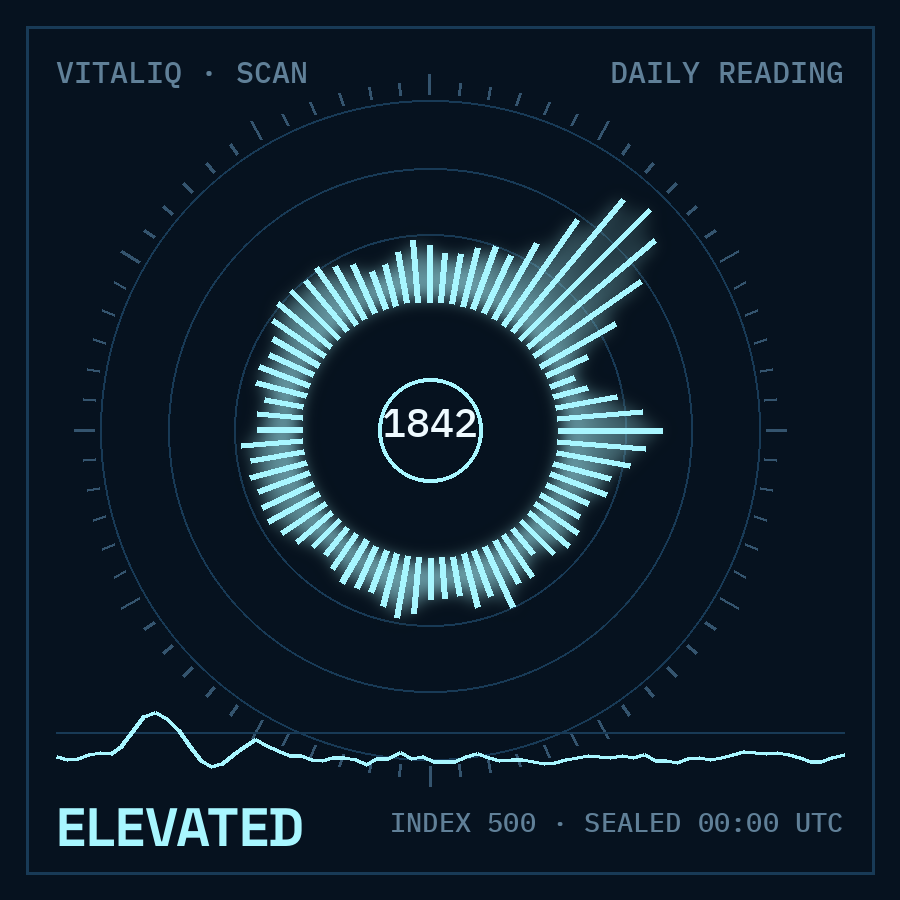 VITALIQ · SCAN
DAILY READING
1842
ELEVATED
INDEX 500 · SEALED 00:00 UTC